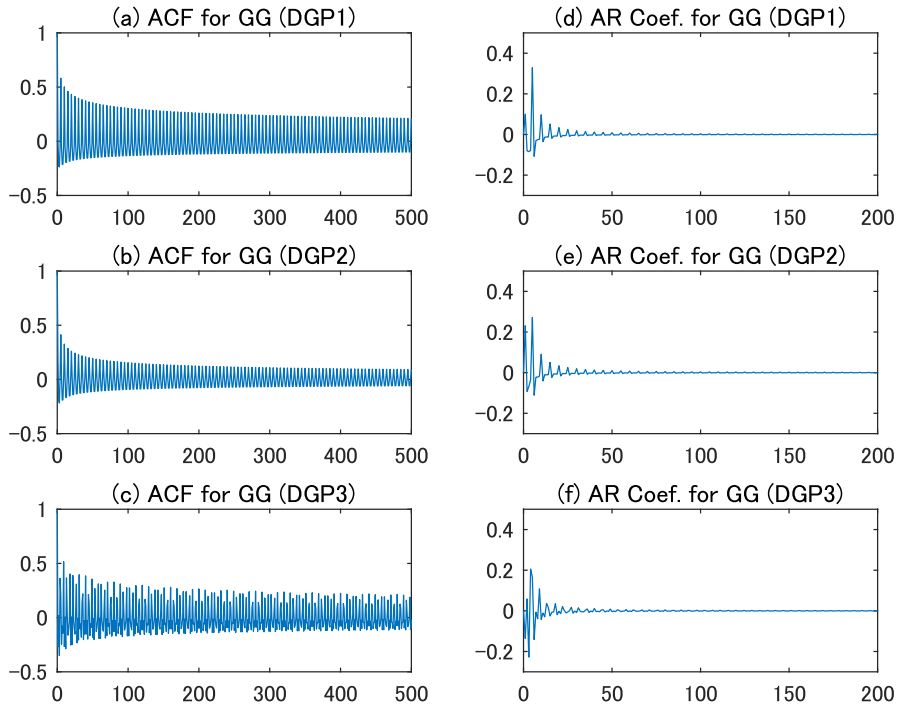 (a) ACF for GG (DGP1)
1
0.5
0
−0.5
0 100 200 300 400 500
(d) AR Coef. for GG (DGP1)
0.4
0.2
0
−0.2
0 50 100 150 200
(b) ACF for GG (DGP2)
1
0.5
0
−0.5
0 100 200 300 400 500
(e) AR Coef. for GG (DGP2)
0.4
0.2
0
−0.2
0 50 100 150 200
(c) ACF for GG (DGP3)
1
0.5
0
−0.5
0 100 200 300 400 500
(f) AR Coef. for GG (DGP3)
0.4
0.2
0
−0.2
0 50 100 150 200